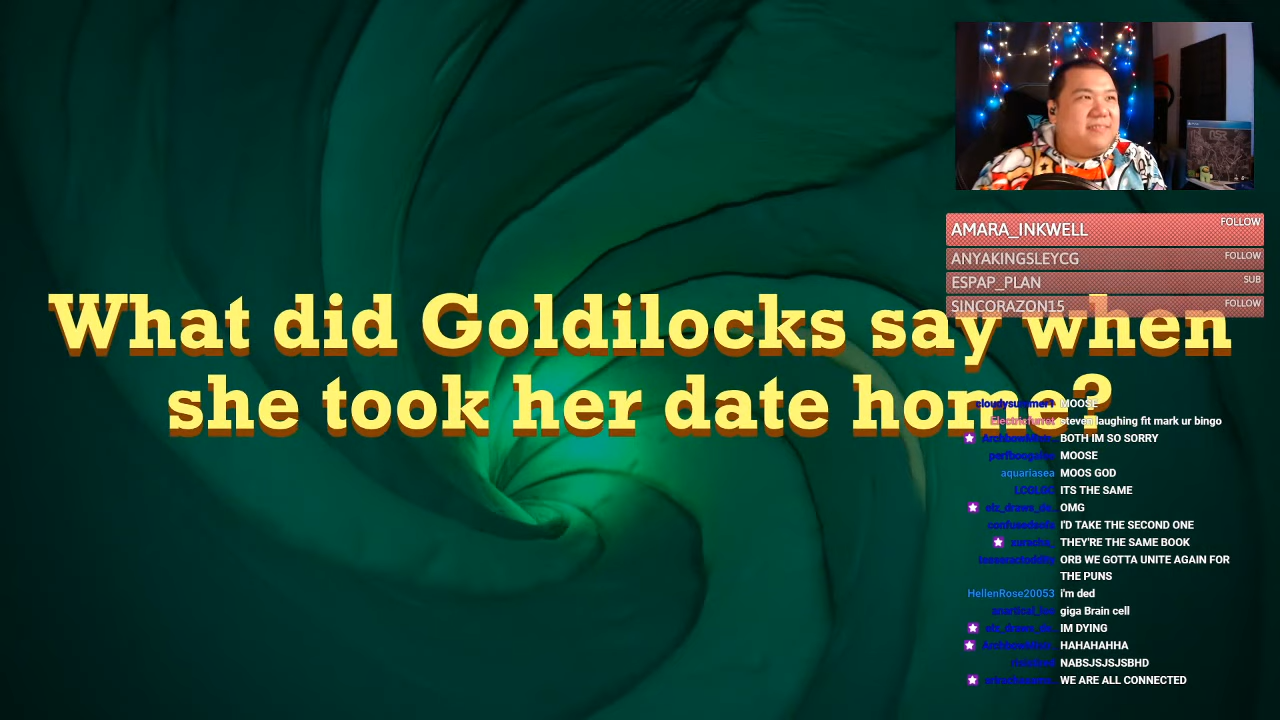 What did Goldilocks say when
she took her date home?
AMARA_INKWELL FOLLOW
ANYAKINGSLEYCG FOLLOW
ESPAP_PLAN SUB
SINCORAZON15 FOLLOW
MOOSE
steven laughing fit mark ur bingo
BOTH IM SO SORRY
MOOSE
aquariasea MOOS GOD
ITS THE SAME
OMG
I'D TAKE THE SECOND ONE
THEY'RE THE SAME BOOK
ORB WE GOTTA UNITE AGAIN FOR
THE PUNS
HellenRose20053 i'm ded
giga Brain cell
IM DYING
HAHAHAHHA
NABSJSJSJSBHD
WE ARE ALL CONNECTED